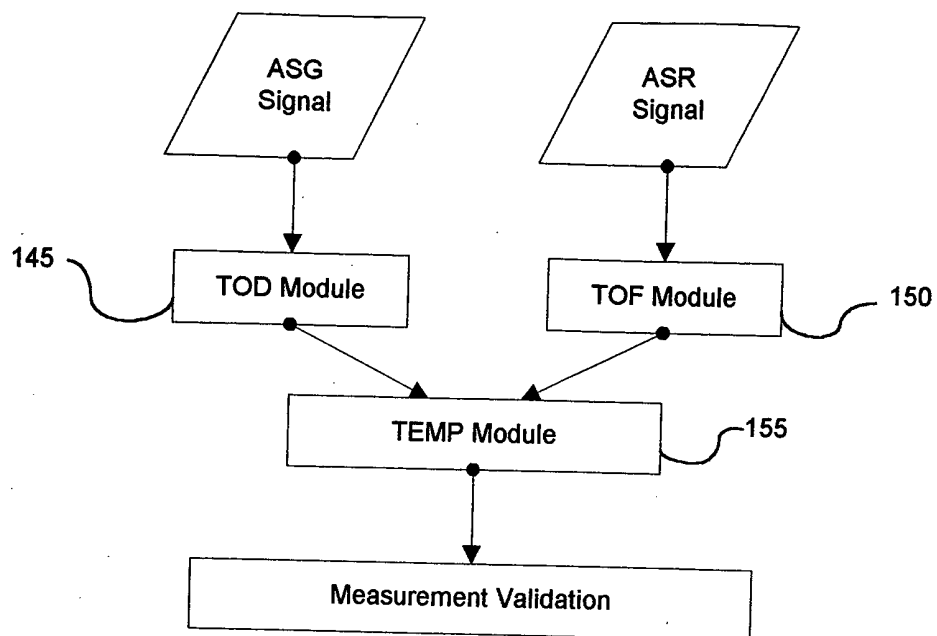 ASG
Signal
ASR
Signal
145
TOD Module
TOF Module
150
TEMP Module
155
Measurement Validation